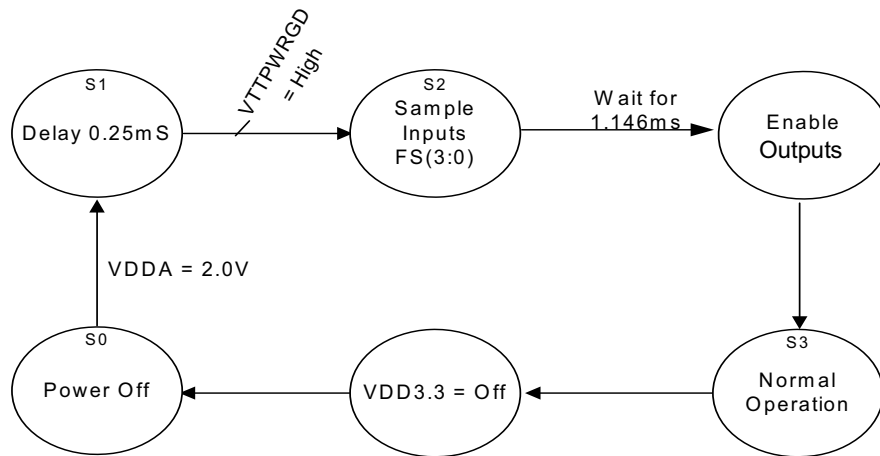 S1
Delay 0.25mS
VTTPWRGD
= High
S2
Sample
Inputs
FS(3:0)
Wait for
1.146ms
Enable
Outputs
VDDA = 2.0V
S0
Power Off
VDD3.3 = Off
S3
Normal
Operation